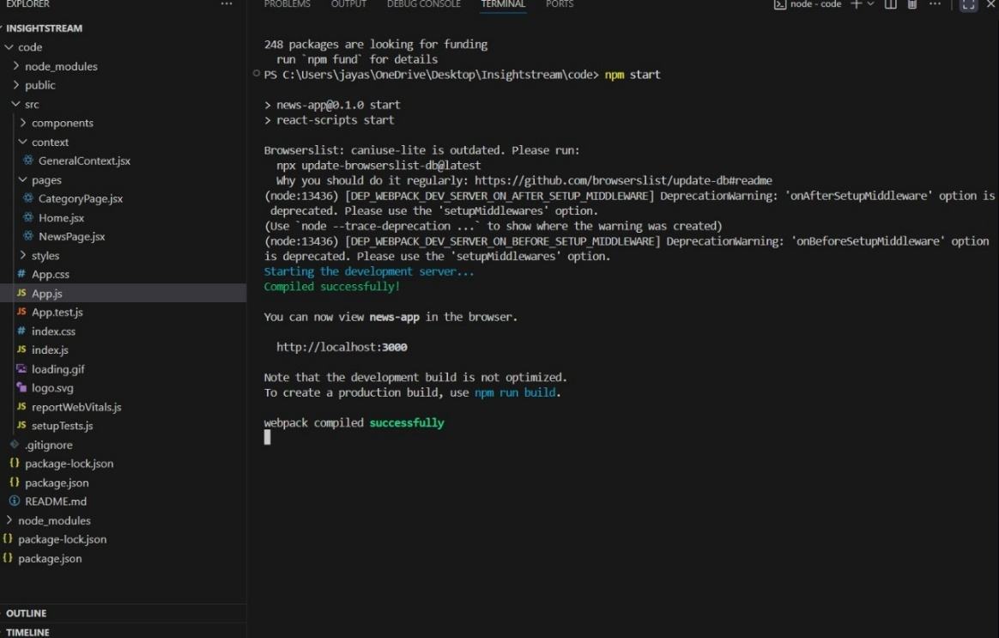 EXPLORER
INSIGHTSTREAM
code
node_modules
public
src
components
context
GeneralContext.jsx
pages
CategoryPage.jsx
Home.jsx
NewsPage.jsx
styles
# App.css
JS App.js
JS App.test.js
# index.css
JS index.js
loading.gif
logo.svg
JS reportWebVitals.js
JS setupTests.js
.gitignore
{} package-lock.json
{} package.json
README.md
node_modules
{} package-lock.json
{} package.json
OUTLINE
TIMELINE
PROBLEMS OUTPUT DEBUG CONSOLE TERMINAL PORTS
node - code
248 packages are looking for funding
run `npm fund` for details
PS C:\Users\jayas\OneDrive\Desktop\Insightstream\code> npm start
> news-app@0.1.0 start
> react-scripts start
Browserslist: caniuse-lite is outdated. Please run:
npx update-browserslist-db@latest
Why you should do it regularly: https://github.com/browserslist/update-db#readme
(node:13436) [DEP_WEBPACK_DEV_SERVER_ON_AFTER_SETUP_MIDDLEWARE] DeprecationWarning: 'onAfterSetupMiddleware' option is
deprecated. Please use the 'setupMiddlewares' option.
(Use `node --trace-deprecation ...` to show where the warning was created)
(node:13436) [DEP_WEBPACK_DEV_SERVER_ON_BEFORE_SETUP_MIDDLEWARE] DeprecationWarning: 'onBeforeSetupMiddleware' option
is deprecated. Please use the 'setupMiddlewares' option.
Starting the development server...
Compiled successfully!
You can now view news-app in the browser.
http://localhost:3000
Note that the development build is not optimized.
To create a production build, use npm run build.
webpack compiled successfully